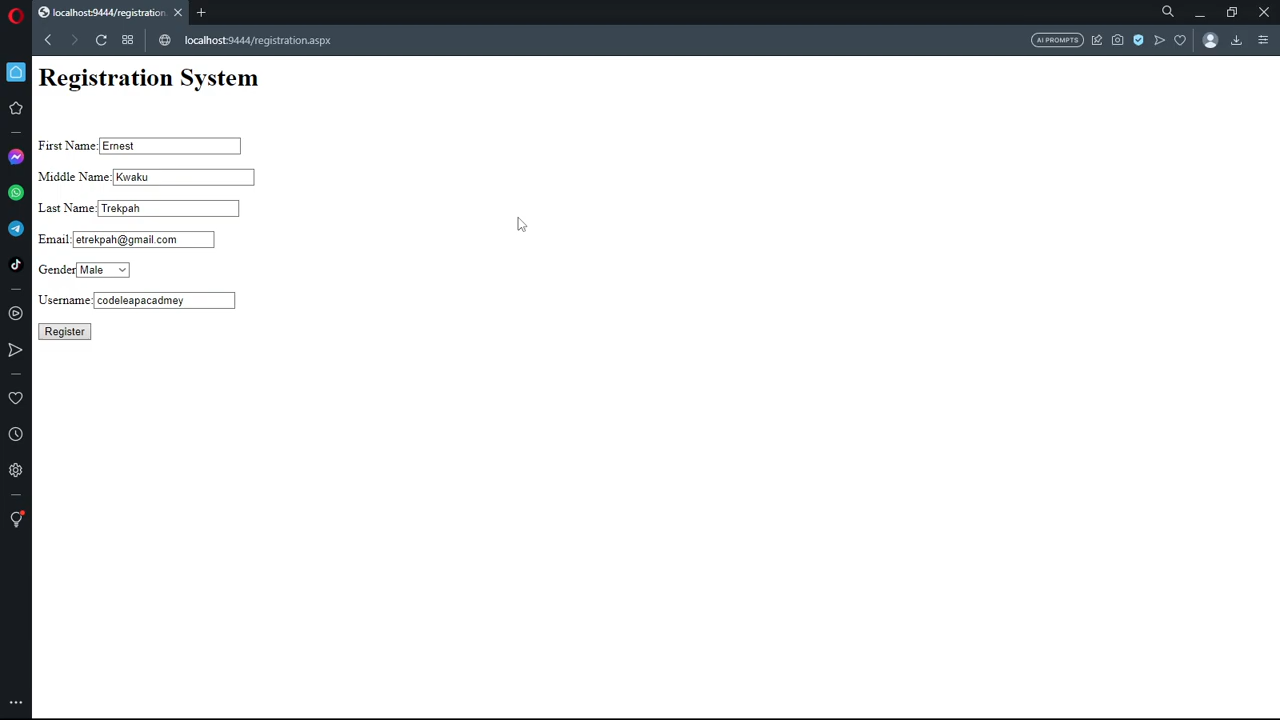 localhost:9444/registration.
localhost:9444/registration.aspx
AI PROMPTS
Registration System
First Name: Ernest
Middle Name: Kwaku
Last Name: Trekpah
Email: etrekpah@gmail.com
Gender Male
Username: codeleapacadmey
Register